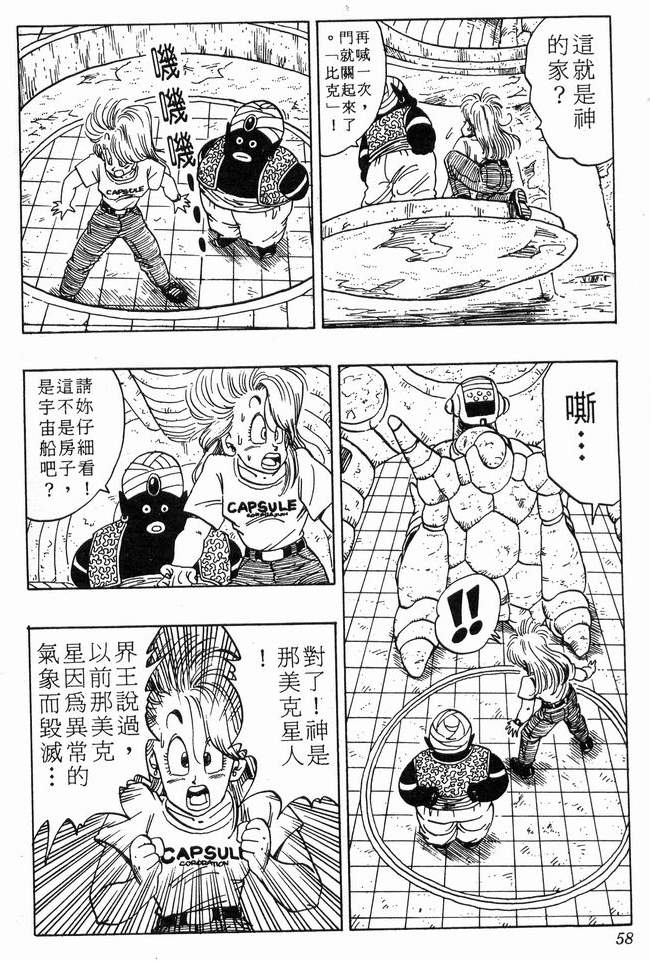 這就是神
的家？
再喊一次，
門就關起來了
。「比克」！
嘰嘰嘰…
CAPSULE
嘶…
!!
請妳仔細看！
這不是房子，
是宇宙船吧？
CAPSULE
CORPORATION
對了！神是
那美克星人
！
界王說過，
以前那美克
星因為異常的
氣象而毀滅…
CAPSULE
CORPORATION
58